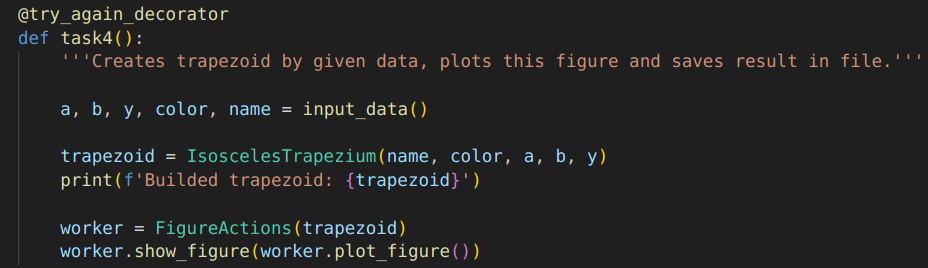 @try_again_decorator
def task4():
    '''Creates trapezoid by given data, plots this figure and saves result in file.'''
    a, b, y, color, name = input_data()
    trapezoid = IsoscelesTrapezium(name, color, a, b, y)
    print(f'Builded trapezoid: {trapezoid}')
    worker = FigureActions(trapezoid)
    worker.show_figure(worker.plot_figure())